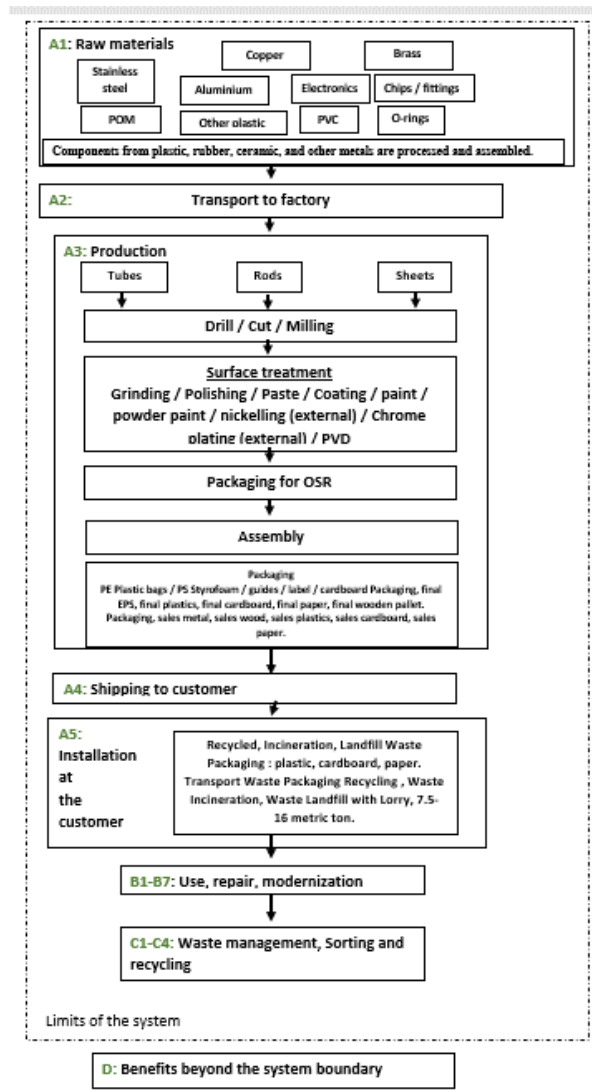 A1: Raw materials
Copper
Brass
Stainless
steel
Aluminium
Electronics
Chips / fittings
POM
Other plastic
PVC
O-rings
Components from plastic, rubber, ceramic, and other metals are processed and assembled.
A2:
Transport to factory
A3: Production
Tubes
Rods
Sheets
Drill / Cut / Milling
Surface treatment
Grinding / Polishing / Paste / Coating / paint /
powder paint / nickelling (external) / Chrome
plating (external) / PVD
Packaging for OSR
Assembly
Packaging
PE Plastic bags / PS Styrofoam / guides / label / cardboard Packaging, final
EPS, final plastics, final cardboard, final paper, final wooden pallet.
Packaging, sales metal, sales wood, sales plastics, sales cardboard, sales
paper.
A4: Shipping to customer
A5:
Installation
at
the
customer
Recycled, Incineration, Landfill Waste
Packaging : plastic, cardboard, paper.
Transport Waste Packaging Recycling , Waste
Incineration, Waste Landfill with Lorry, 7.5-
16 metric ton.
B1-B7: Use, repair, modernization
C1-C4: Waste management, Sorting and
recycling
Limits of the system
D: Benefits beyond the system boundary